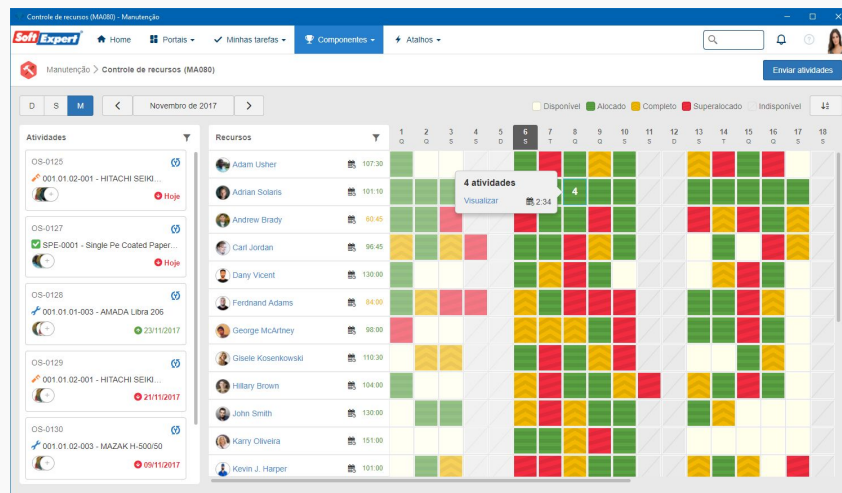 Controle de recursos (MA080) - Manutenção
Soft Expert Home Portais Minhas tarefas Componentes Atalhos
Manutenção > Controle de recursos (MA080) Enviar atividades
D S M < Novembro de 2017 > Disponível Alocado Completo Superalocado Indisponível
Atividades
Recursos
1 2 3 4 5 6 7 8 9 10 11 12 13 14 15 16 17 18
Q Q S S D S T Q Q S S D S T Q Q S S
OS-0125
001.01.02-001 - HITACHI SEIKI...
Hoje
OS-0127
SPE-0001 - Single Pe Coated Paper...
Hoje
OS-0128
001.01.01-003 - AMADA Libra 206
23/11/2017
OS-0129
001.01.02-001 - HITACHI SEIKI...
21/11/2017
OS-0130
001.01.02-003 - MAZAK H-500/50
09/11/2017
Adam Usher 107:30
Adrian Solaris 101:10
Andrew Brady 60:45
Carl Jordan 96:45
Dany Vicent 130:00
Ferdnand Adams 84:00
George McArtney 98:00
Gisele Kosenkowski 110:30
Hillary Brown 104:00
John Smith 130:00
Karry Oliveira 151:00
Kevin J. Harper 101:00
4 atividades
Visualizar 2:34
4